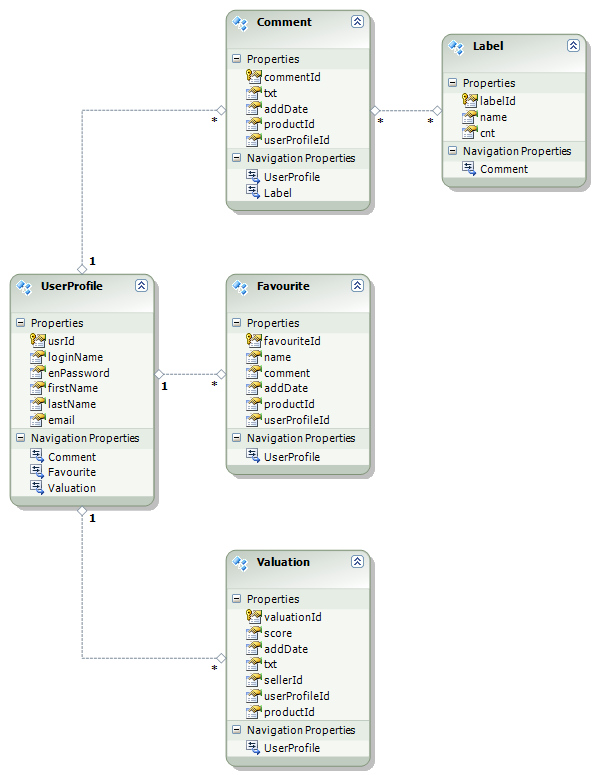 Comment
Properties
commentId
txt
addDate
productId
userProfileId
Navigation Properties
UserProfile
Label
*
*
*
Label
Properties
labelId
name
cnt
Navigation Properties
Comment
1
UserProfile
Properties
usrId
loginName
enPassword
firstName
lastName
email
Navigation Properties
Comment
Favourite
Valuation
1
*
1
Favourite
Properties
favouriteId
name
comment
addDate
productId
userProfileId
Navigation Properties
UserProfile
Valuation
Properties
valuationId
score
addDate
txt
sellerId
userProfileId
productId
Navigation Properties
UserProfile
*